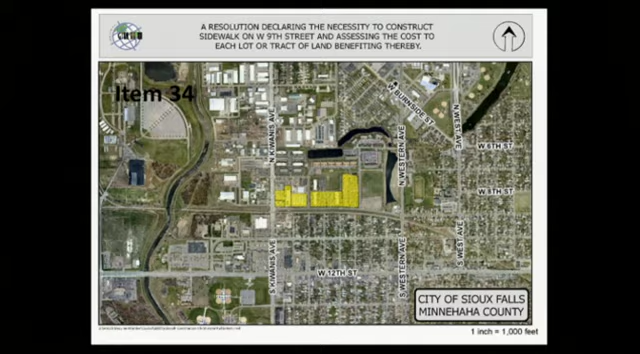 A RESOLUTION DECLARING THE NECESSITY TO CONSTRUCT
SIDEWALK ON W 9TH STREET AND ASSESSING THE COST TO
EACH LOT OR TRACT OF LAND BENEFITING THEREBY.
Item 34
N KIWANIS AVE
W BURNSIDE ST
N WESTERN AVE
N WEST AVE
W 6TH ST
W 8TH ST
S KIWANIS AVE
S WESTERN AVE
S WEST AVE
W 12TH ST
CITY OF SIOUX FALLS
MINNEHAHA COUNTY
1 inch = 1,000 feet